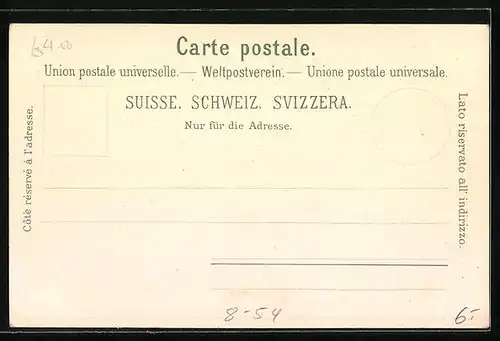 64.00
Carte postale.
Union postale universelle. — Weltpostverein. — Unione postale universale.
SUISSE. SCHWEIZ. SVIZZERA.
Nur für die Adresse.
Côté réservé à l'adresse.
Lato riservato all' indirizzo.
8-54
6.-